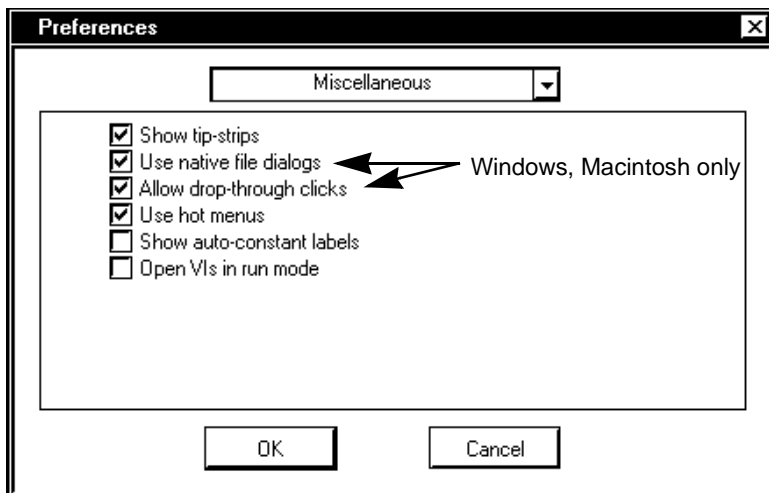 Preferences
Miscellaneous
Show tip-strips
Use native file dialogs
Windows, Macintosh only
Allow drop-through clicks
Use hot menus
Show auto-constant labels
Open VIs in run mode
OK
Cancel